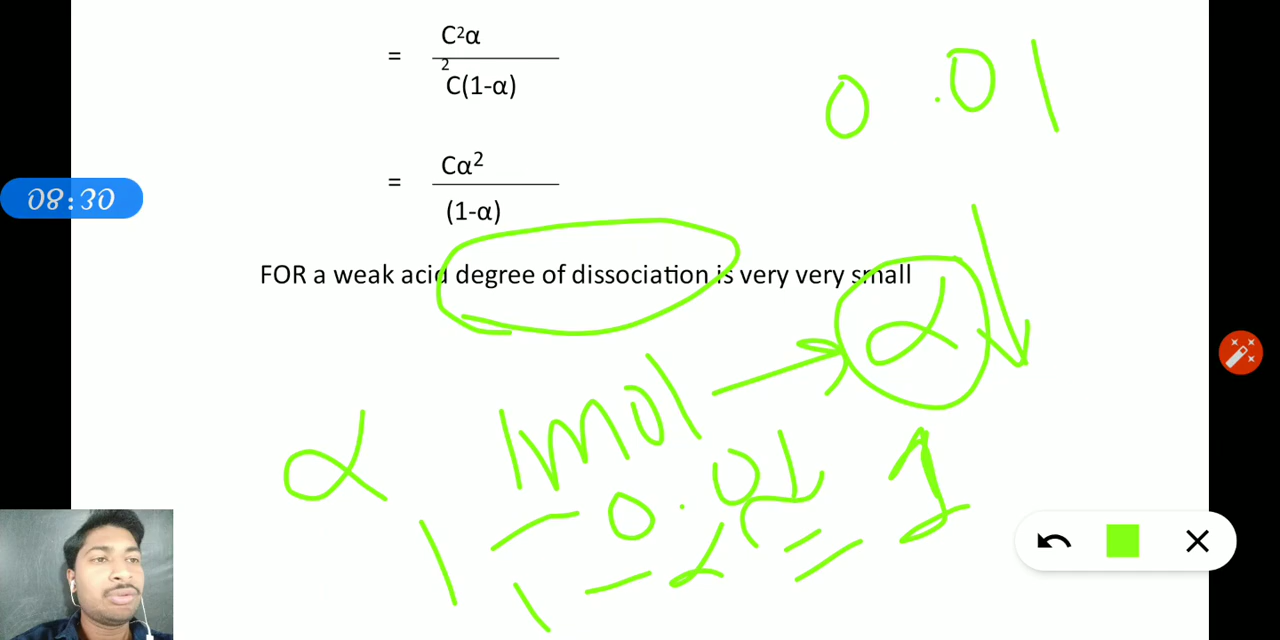 = C²α
2
C(1-α)
0.01
08:30
= Cα²
(1-α)
FOR a weak acid degree of dissociation is very very small
α
1mol
α
1-0.01
1
1-α =